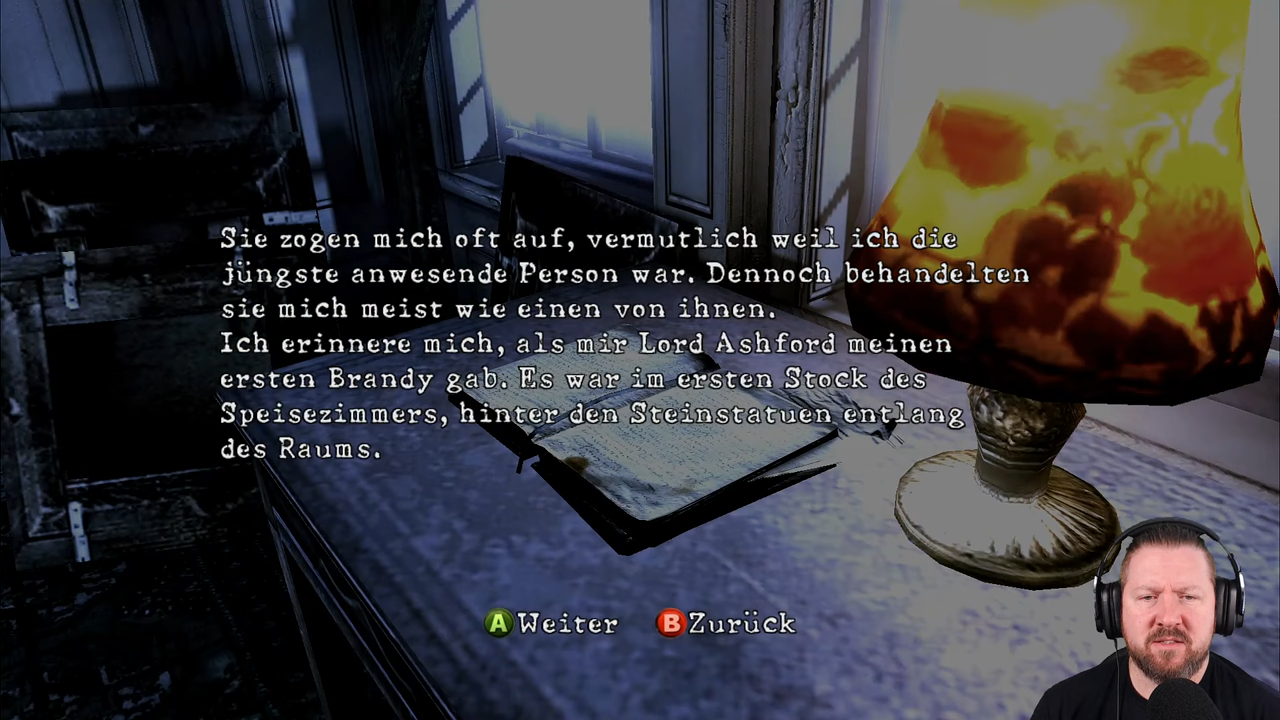 Sie zogen mich oft auf, vermutlich weil ich die
jüngste anwesende Person war. Dennoch behandelten
sie mich meist wie einen von ihnen.
Ich erinnere mich, als mir Lord Ashford meinen
ersten Brandy gab. Es war im ersten Stock des
Speisezimmers, hinter den Steinstatuen entlang
des Raums.
A Weiter B Zurück